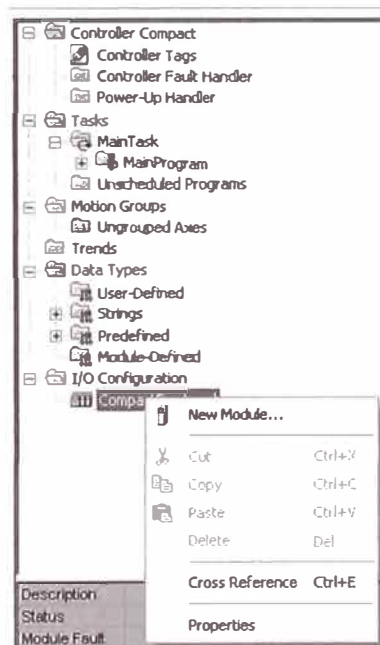 Controller Compact
Controller Tags
Controller Fault Handler
Power-Up Handler
Tasks
MainTask
MainProgram
Unscheduled Programs
Motion Groups
Ungrouped Axes
Trends
Data Types
User-Defined
Strings
Predefined
Module-Defined
I/O Configuration
New Module...
Cut Ctrl+X
Copy Ctrl+C
Paste Ctrl+V
Delete Del
Cross Reference Ctrl+E
Properties
Description
Status
Module Fault